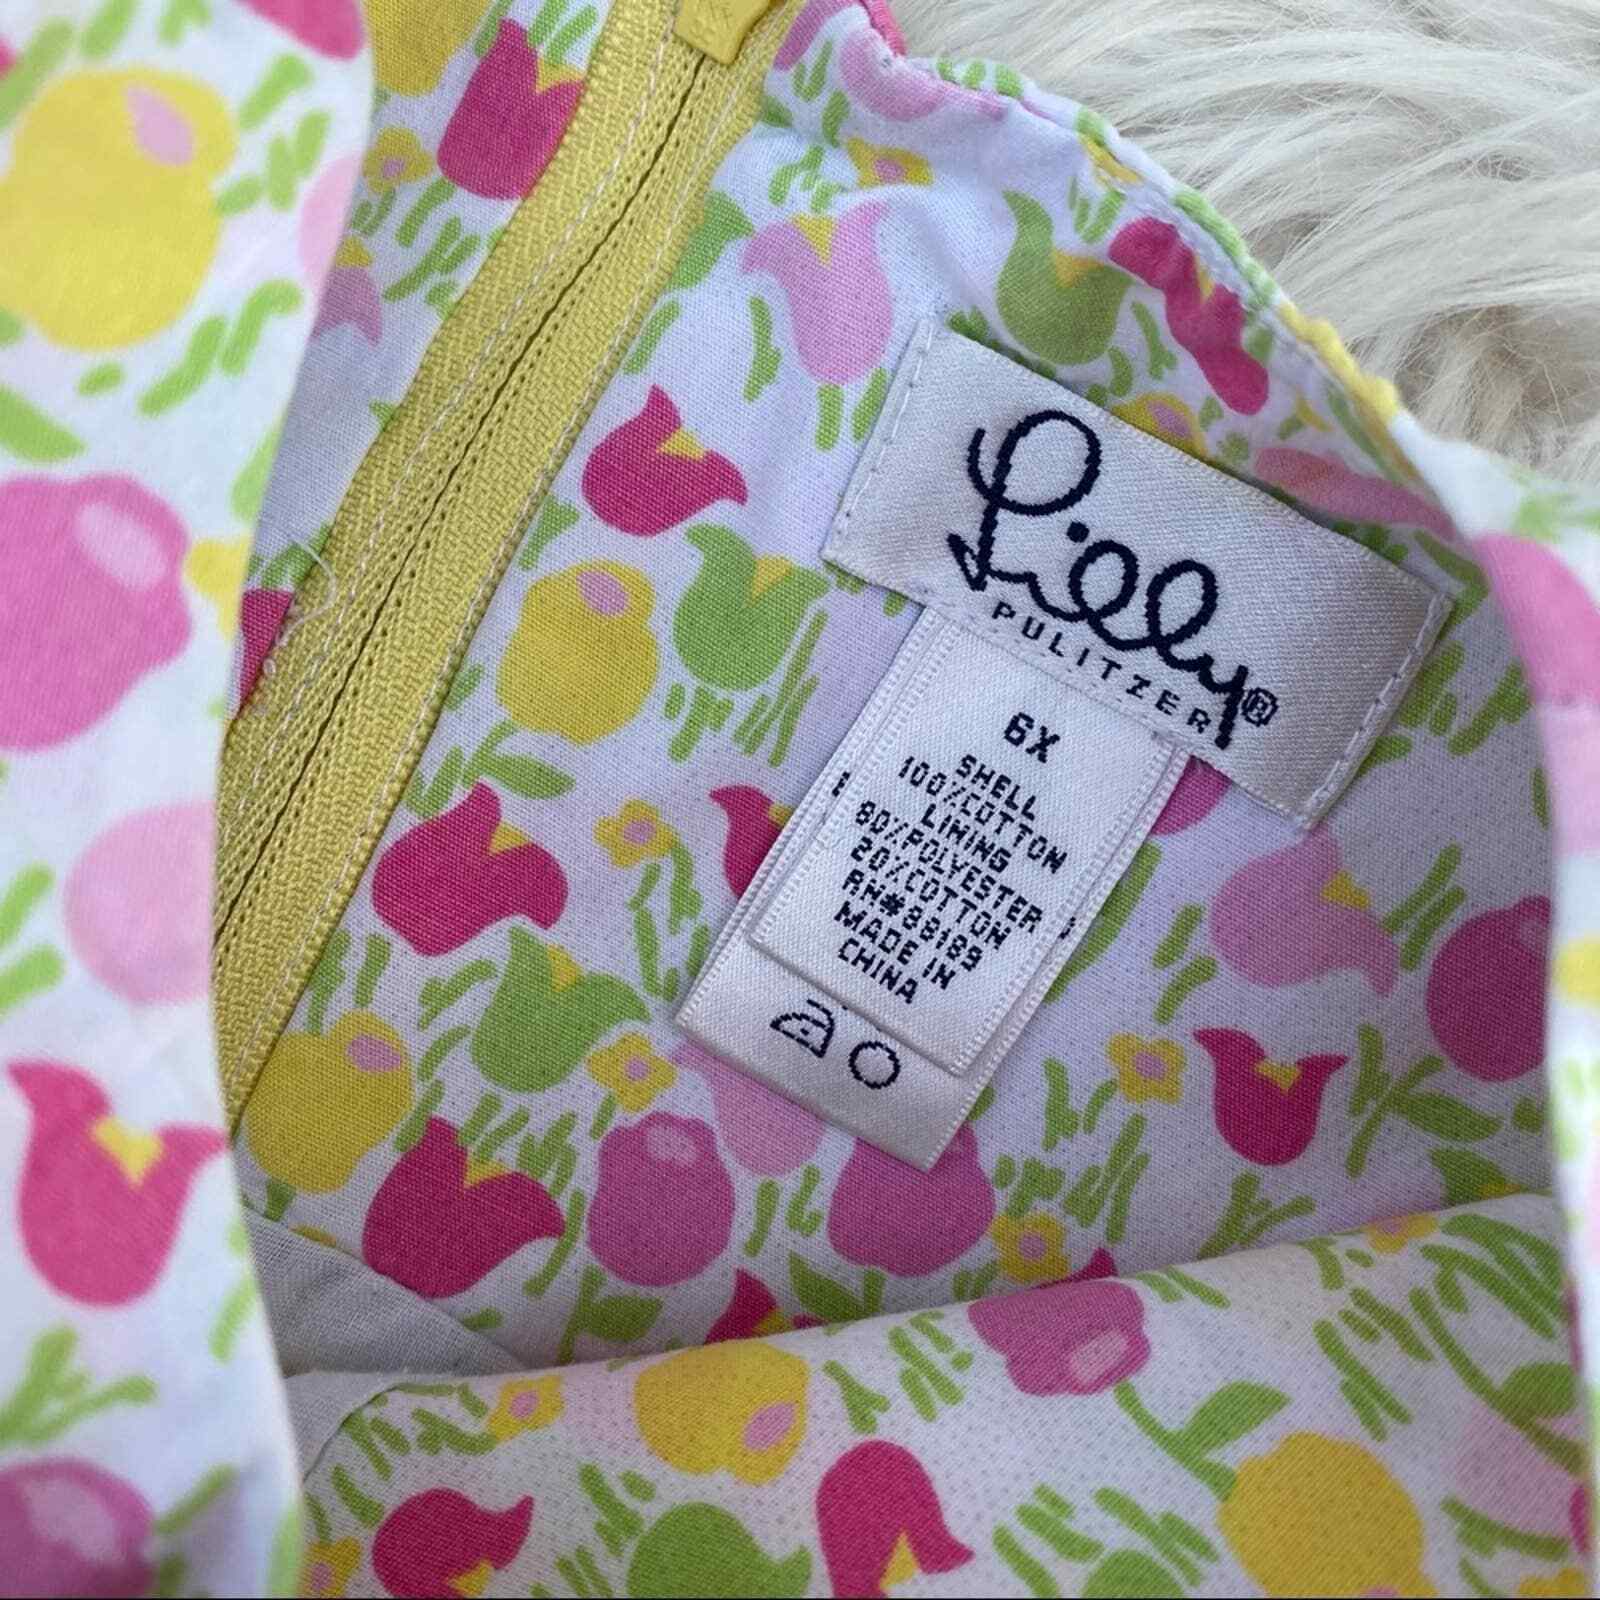 Lilly®
PULITZER
6X
SHELL
100%COTTON
LINING
80%POLYESTER
20%COTTON
RN#88189
MADE IN
CHINA